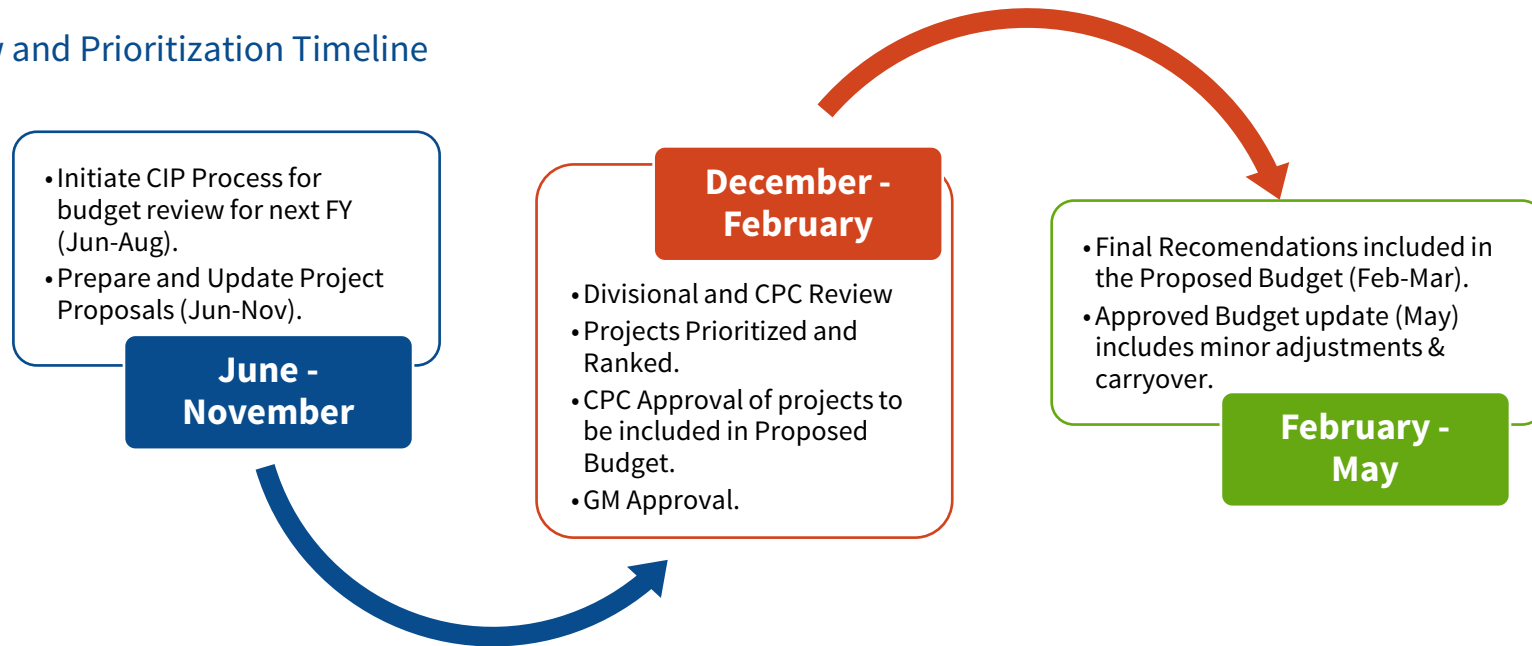 and Prioritization Timeline
• Initiate CIP Process for
budget review for next FY
(Jun-Aug).
• Prepare and Update Project
Proposals (Jun-Nov).
June -
November
December -
February
• Divisional and CPC Review
• Projects Prioritized and
Ranked.
• CPC Approval of projects to
be included in Proposed
Budget.
• GM Approval.
• Final Recomendations included in
the Proposed Budget (Feb-Mar).
• Approved Budget update (May)
includes minor adjustments &
carryover.
February -
May